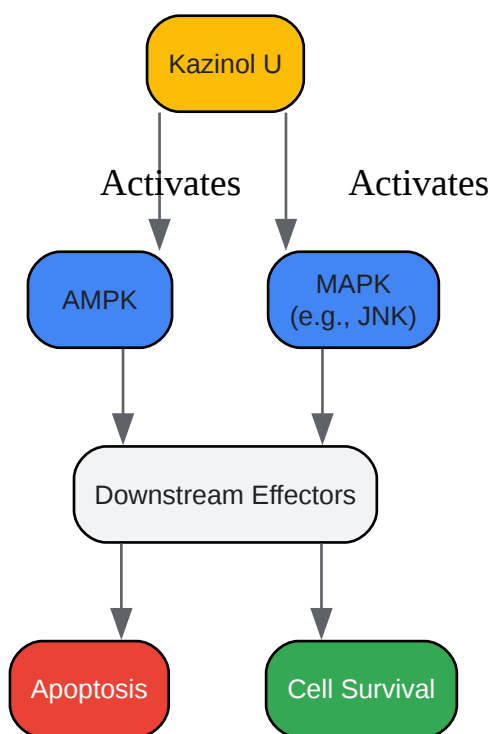 Kazinol U
Activates
Activates
AMPK
MAPK
(e.g., JNK)
Downstream Effectors
Apoptosis
Cell Survival